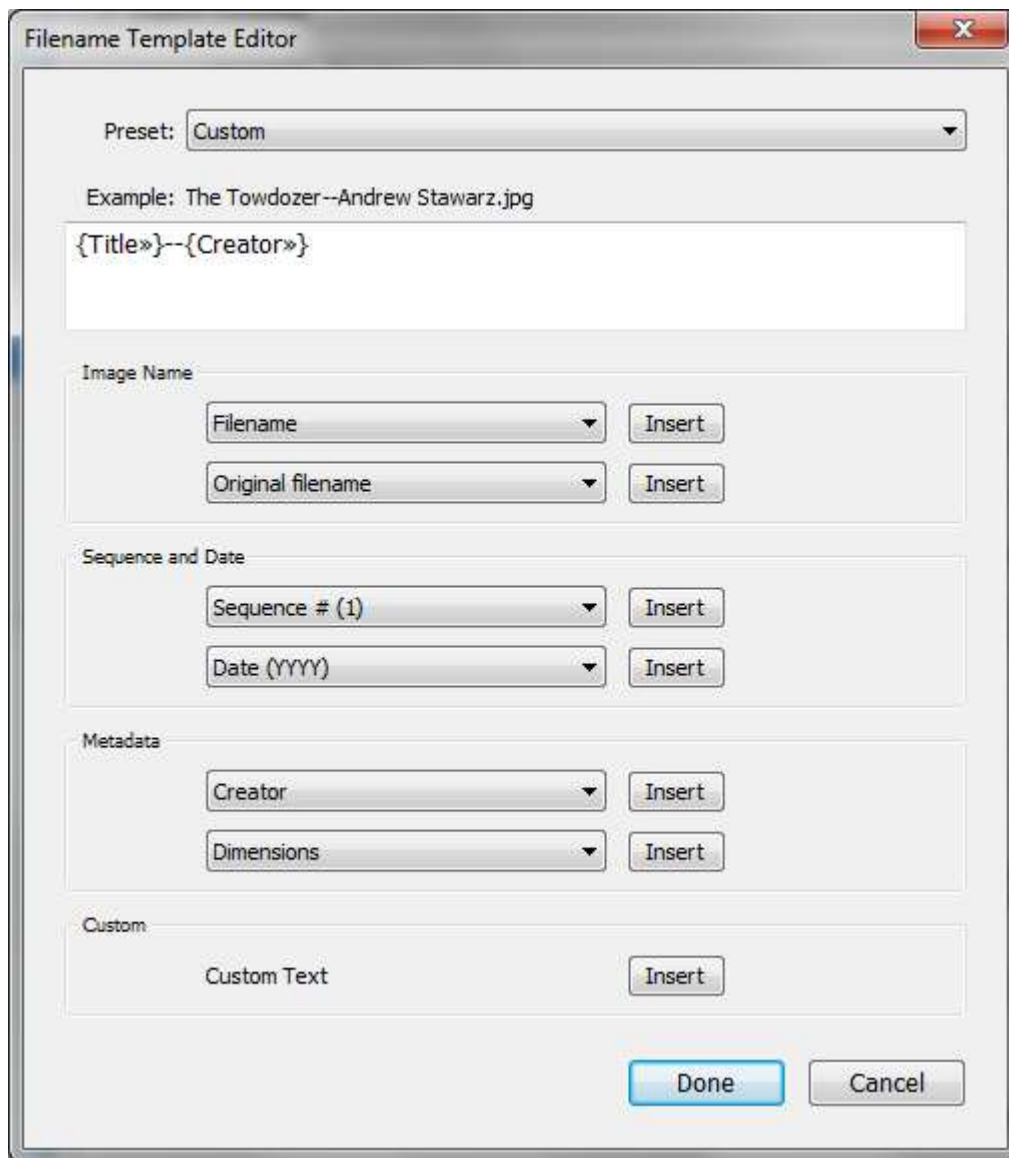 Filename Template Editor
Preset: Custom
Example: The Towdozer--Andrew Stawarz.jpg
{Title»}--{Creator»}
Image Name
Filename Insert
Original filename Insert
Sequence and Date
Sequence # (1) Insert
Date (YYYY) Insert
Metadata
Creator Insert
Dimensions Insert
Custom
Custom Text Insert
Done Cancel